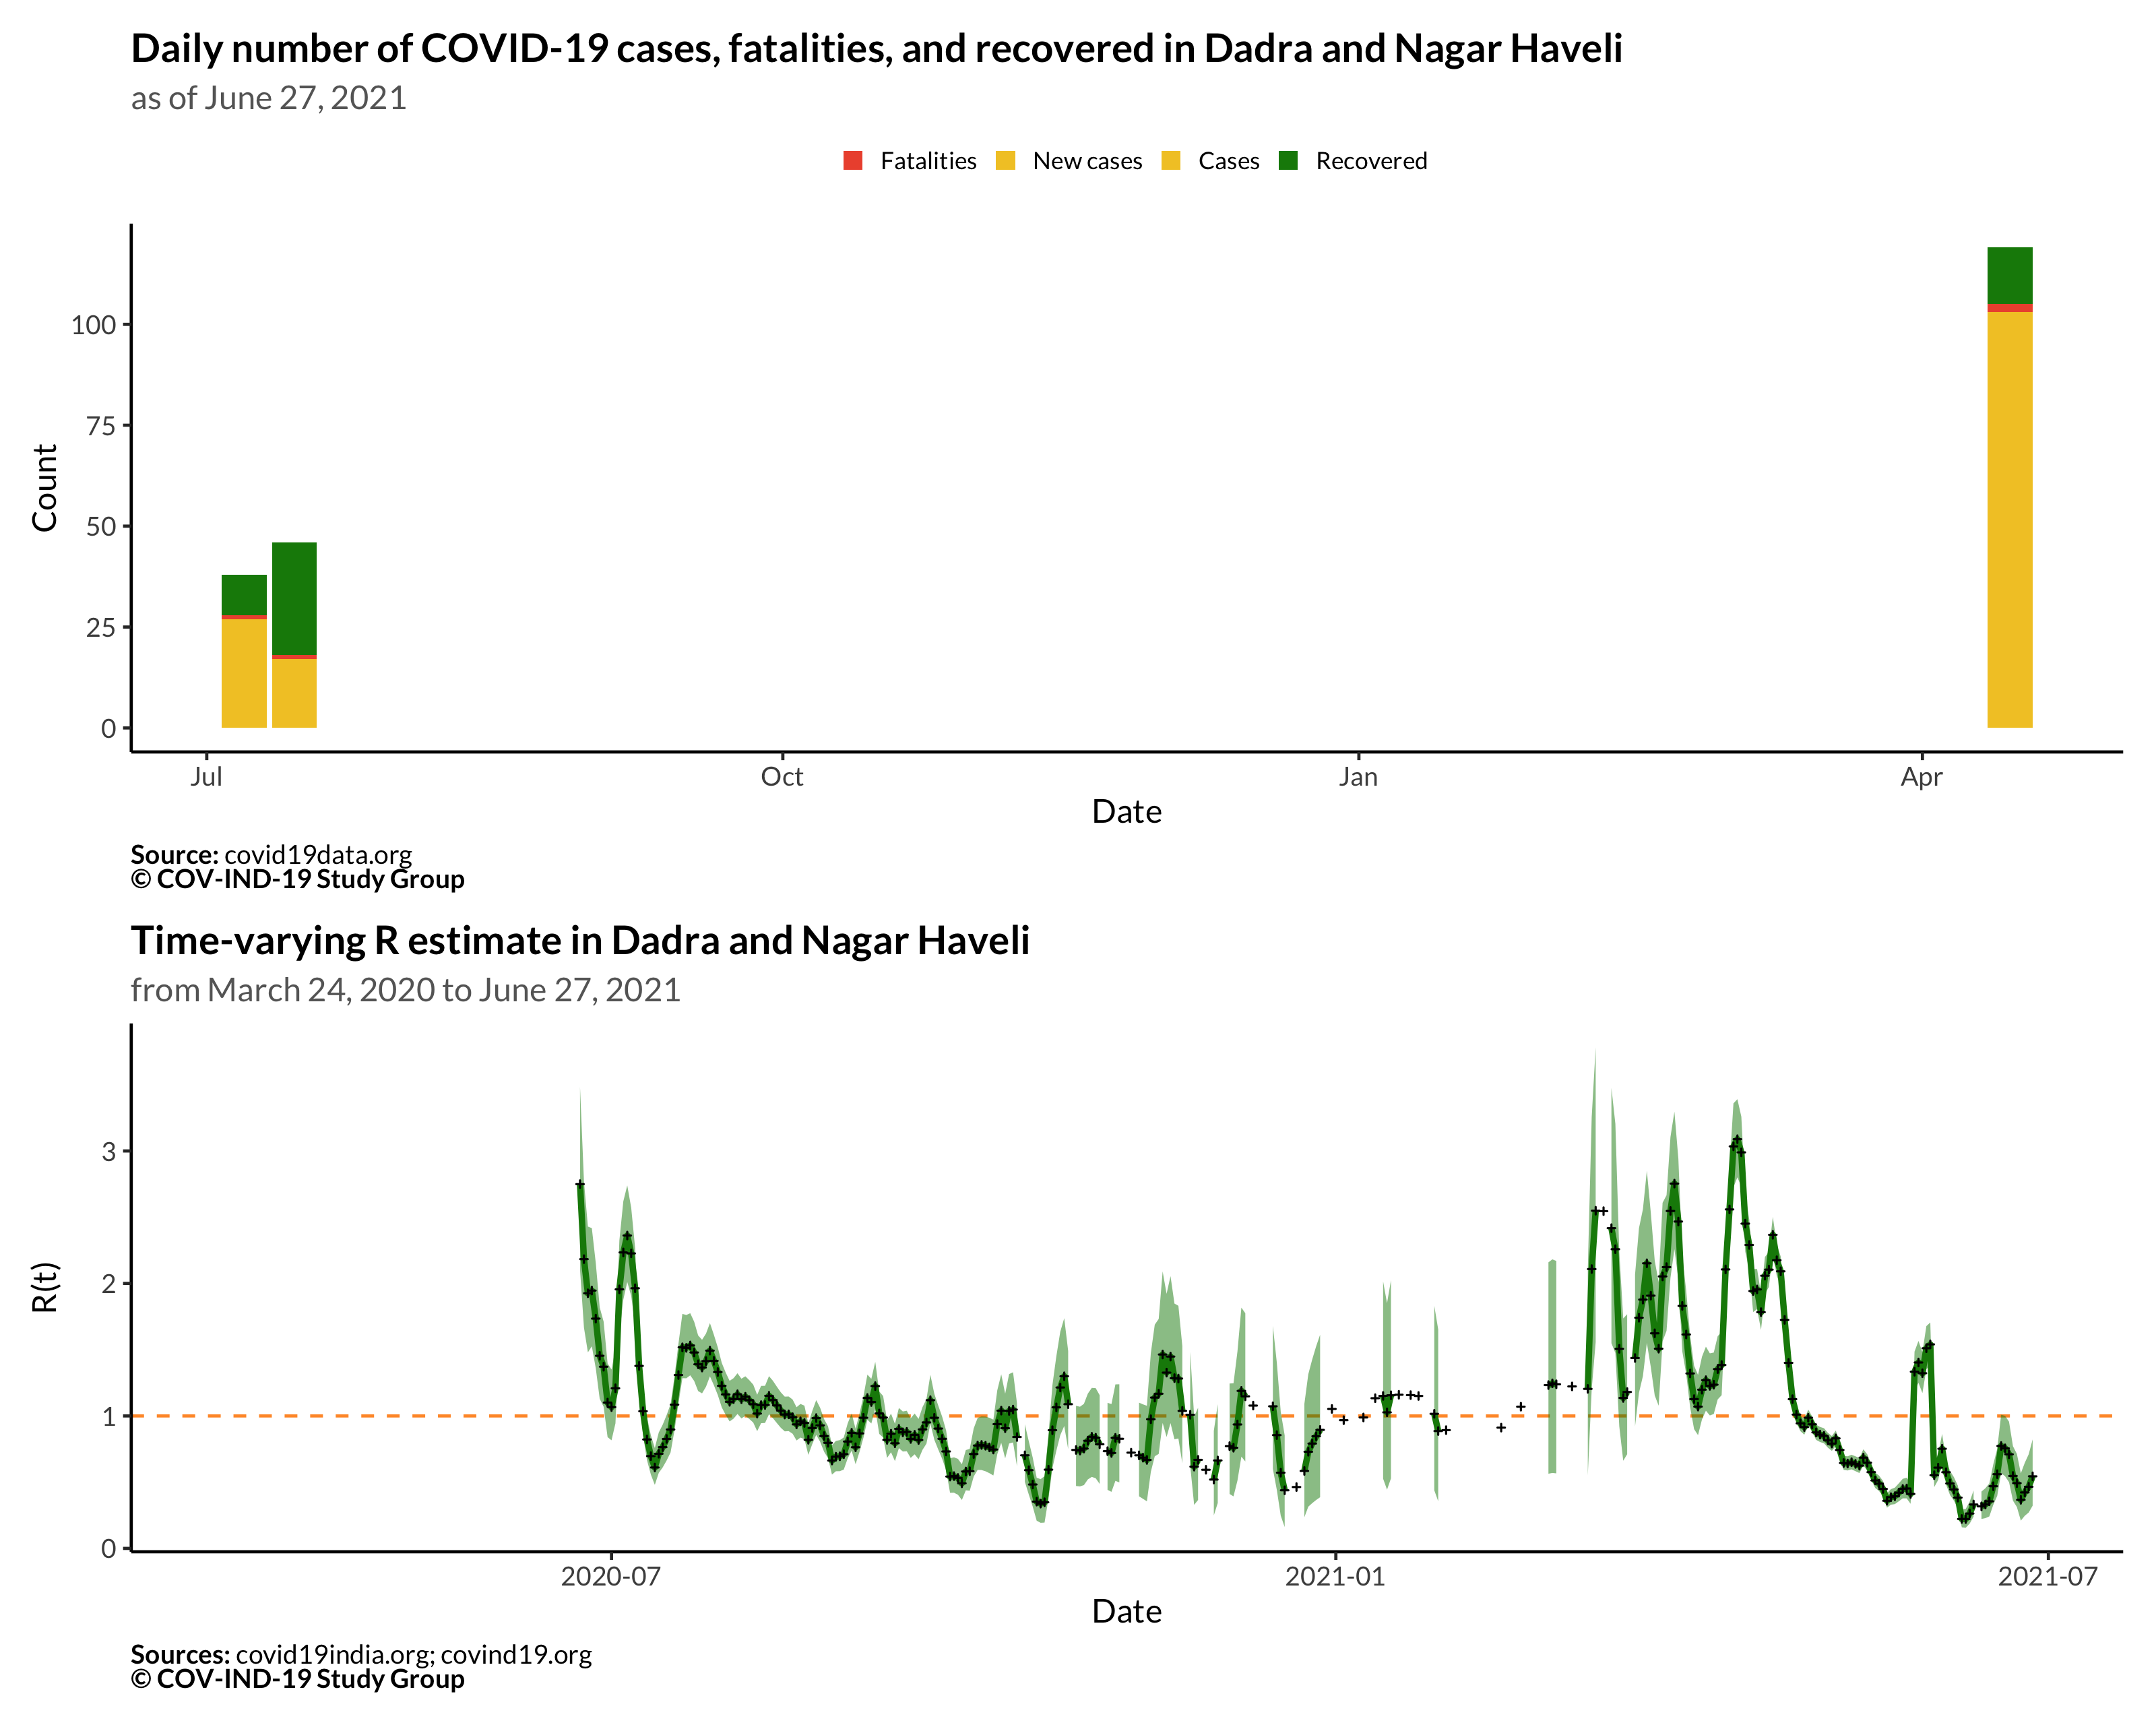 Daily number of COVID-19 cases, fatalities, and recovered in Dadra and Nagar Haveli
as of June 27, 2021
Fatalities New cases Cases Recovered
Count
100
75
50
25
0
Jul Oct Jan Apr
Date
Source: covid19data.org
© COV-IND-19 Study Group
Time-varying R estimate in Dadra and Nagar Haveli
from March 24, 2020 to June 27, 2021
R(t)
3
2
1
0
2020-07 2021-01 2021-07
Date
Sources: covid19india.org; covind19.org
© COV-IND-19 Study Group